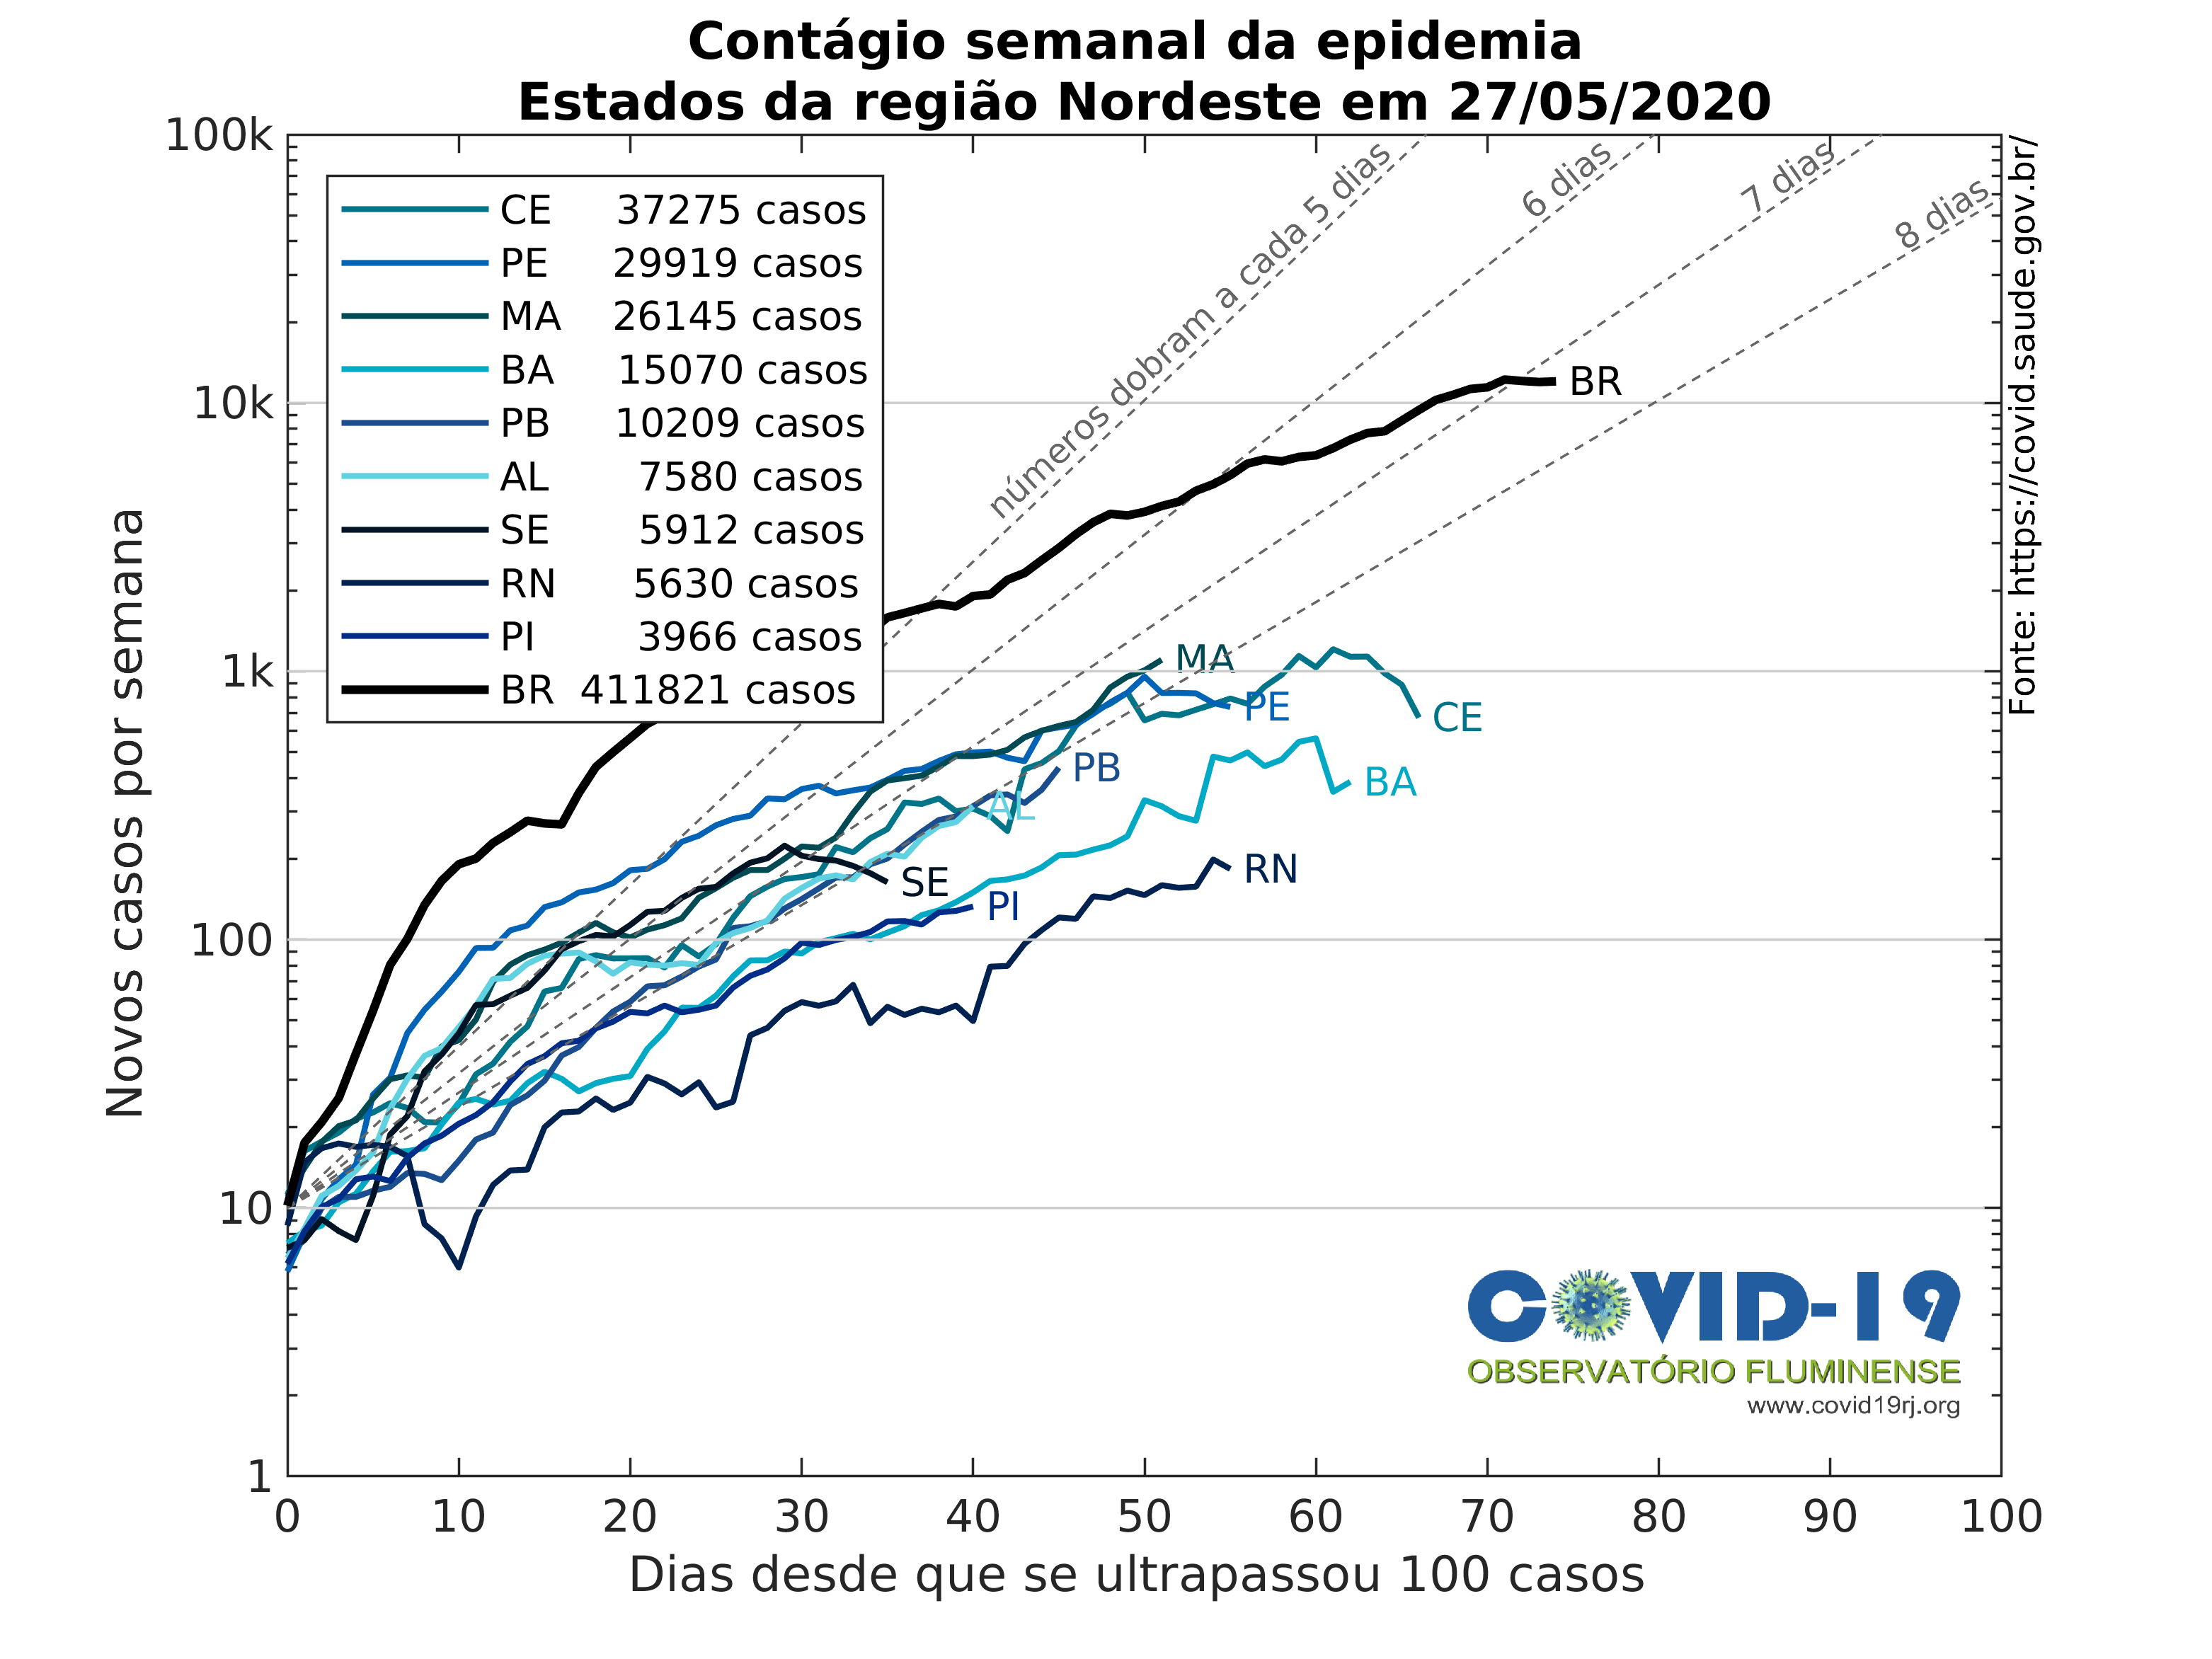 Contágio semanal da epidemia
Estados da região Nordeste em 27/05/2020
100k
10k
1k
100
10
1
Novos casos por semana
CE 37275 casos
PE 29919 casos
MA 26145 casos
BA 15070 casos
PB 10209 casos
AL 7580 casos
SE 5912 casos
RN 5630 casos
PI 3966 casos
BR 411821 casos
números dobram a cada 5 dias
6 dias
7 dias
8 dias
BR
MA
PE
CE
PB
BA
AL
RN
SE
PI
Fonte: https://covid.saude.gov.br/
COVID-19
OBSERVATÓRIO FLUMINENSE
www.covid19rj.org
0 10 20 30 40 50 60 70 80 90 100
Dias desde que se ultrapassou 100 casos